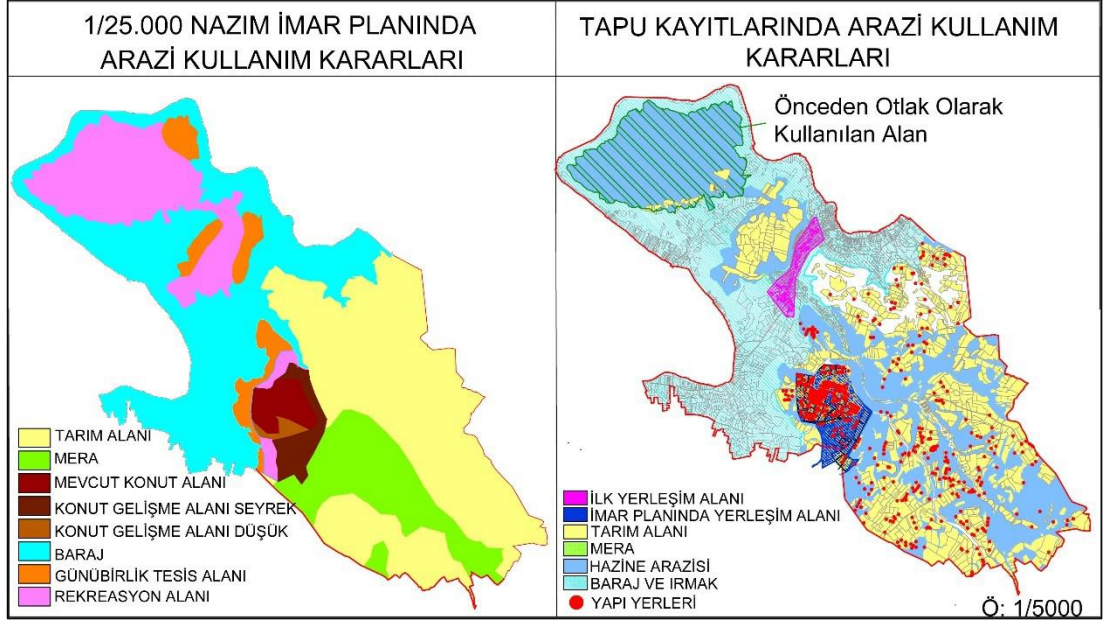 1/25.000 NAZIM İMAR PLANINDA
ARAZİ KULLANIM KARARLARI
TARIM ALANI
MERA
MEVCUT KONUT ALANI
KONUT GELİŞME ALANI SEYREK
KONUT GELİŞME ALANI DÜŞÜK
BARAJ
GÜNÜBİRLİK TESİS ALANI
REKREASYON ALANI
TAPU KAYITLARINDA ARAZİ KULLANIM
KARARLARI
Önceden Otlak Olarak
Kullanılan Alan
İLK YERLEŞİM ALANI
İMAR PLANINDA YERLEŞİM ALANI
TARIM ALANI
MERA
HAZİNE ARAZİSİ
BARAJ VE IRMAK
YAPI YERLERİ
Ö: 1/5000